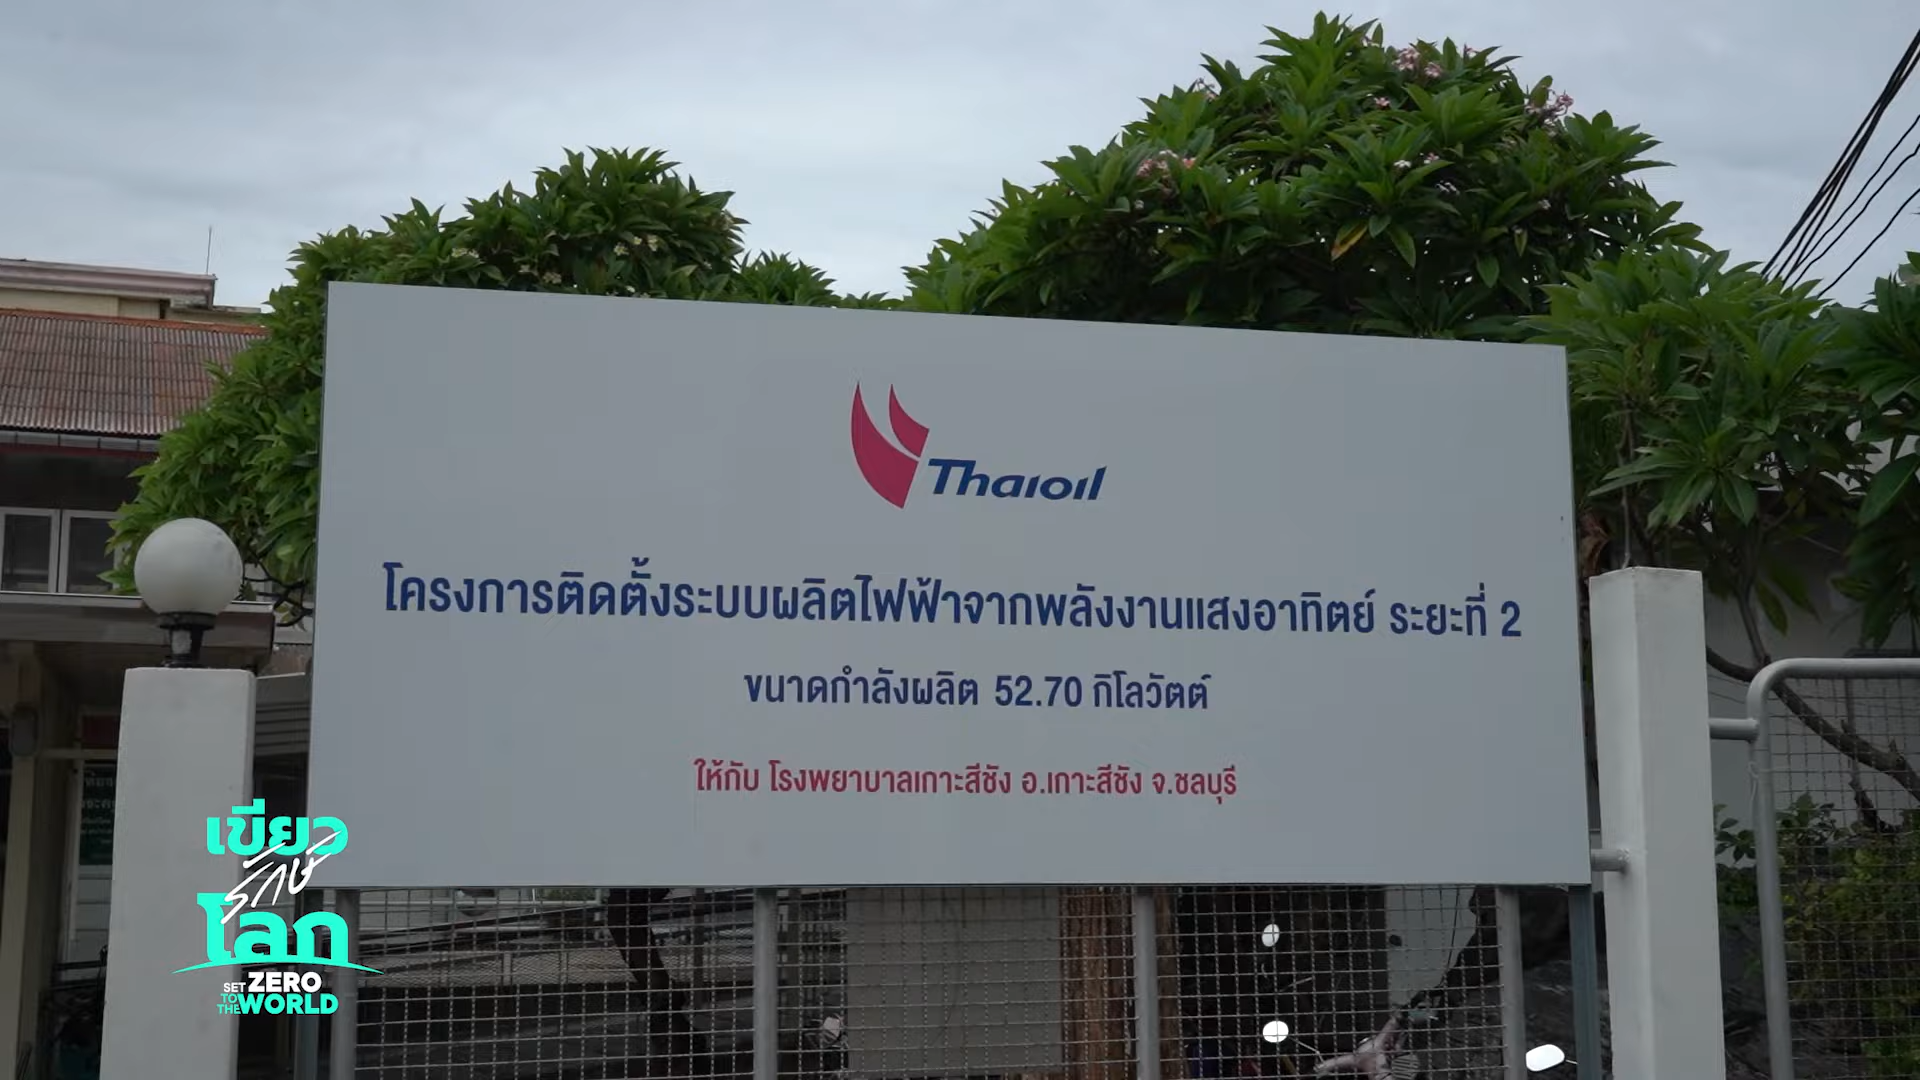 Thaioil
โครงการติดตั้งระบบผลิตไฟฟ้าจากพลังงานแสงอาทิตย์ ระยะที่ 2
ขนาดกำลังผลิต 52.70 กิโลวัตต์
ให้กับ โรงพยาบาลเกาะสีชัง อ.เกาะสีชัง จ.ชลบุรี
เขียว
รักษ์
โลก
SET ZERO
TO THE WORLD